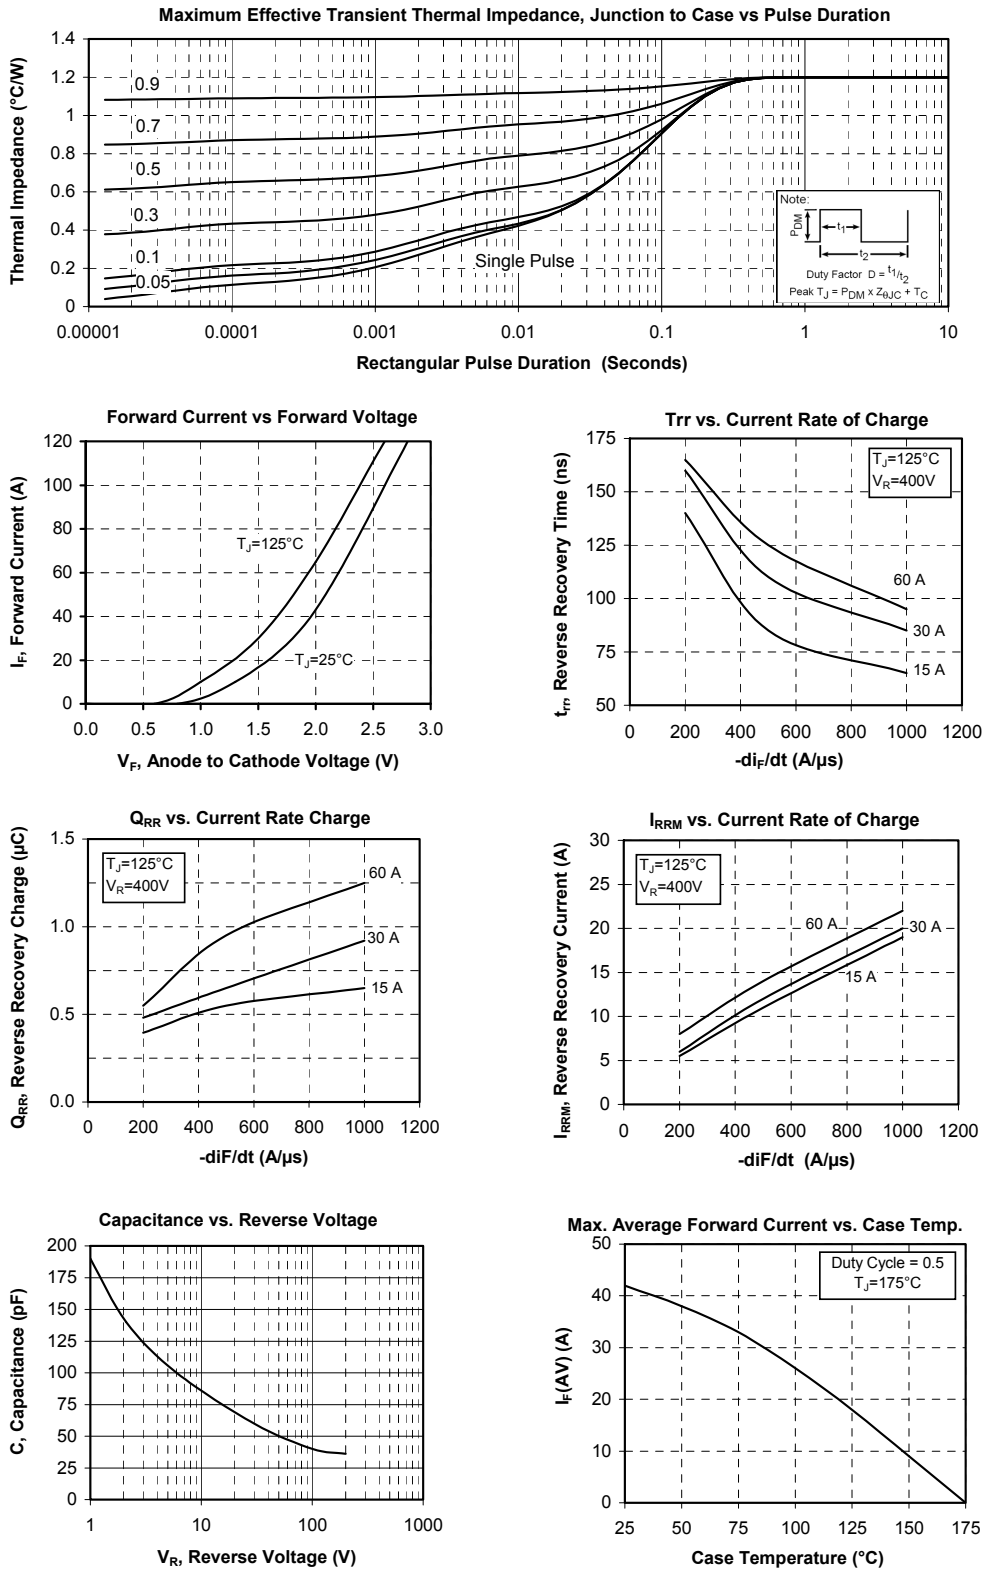 Maximum Effective Transient Thermal Impedance, Junction to Case vs Pulse Duration
Thermal Impedance (°C/W)
1.4
1.2
1
0.8
0.6
0.4
0.2
0
0.9
0.7
0.5
0.3
0.1
0.05
Single Pulse
Note:
PDM
t1
t2
Duty Factor D = t1/t2
Peak TJ = PDM x ZθJC + TC
0.00001
0.0001
0.001
0.01
0.1
1
10
Rectangular Pulse Duration (Seconds)
Forward Current vs Forward Voltage
IF, Forward Current (A)
120
100
80
60
40
20
0
TJ=125°C
TJ=25°C
0.0
0.5
1.0
1.5
2.0
2.5
3.0
VF, Anode to Cathode Voltage (V)
Trr vs. Current Rate of Charge
trr, Reverse Recovery Time (ns)
175
150
125
100
75
50
TJ=125°C
VR=400V
60 A
30 A
15 A
0
200
400
600
800
1000
1200
-diF/dt (A/µs)
QRR vs. Current Rate Charge
QRR, Reverse Recovery Charge (µC)
1.5
1.0
0.5
0.0
TJ=125°C
VR=400V
60 A
30 A
15 A
0
200
400
600
800
1000
1200
-diF/dt (A/µs)
IRRM vs. Current Rate of Charge
IRRM, Reverse Recovery Current (A)
30
25
20
15
10
5
0
TJ=125°C
VR=400V
60 A
30 A
15 A
0
200
400
600
800
1000
1200
-diF/dt (A/µs)
Capacitance vs. Reverse Voltage
C, Capacitance (pF)
200
175
150
125
100
75
50
25
0
1
10
100
1000
VR, Reverse Voltage (V)
Max. Average Forward Current vs. Case Temp.
IF(AV) (A)
50
40
30
20
10
0
Duty Cycle = 0.5
TJ=175°C
25
50
75
100
125
150
175
Case Temperature (°C)